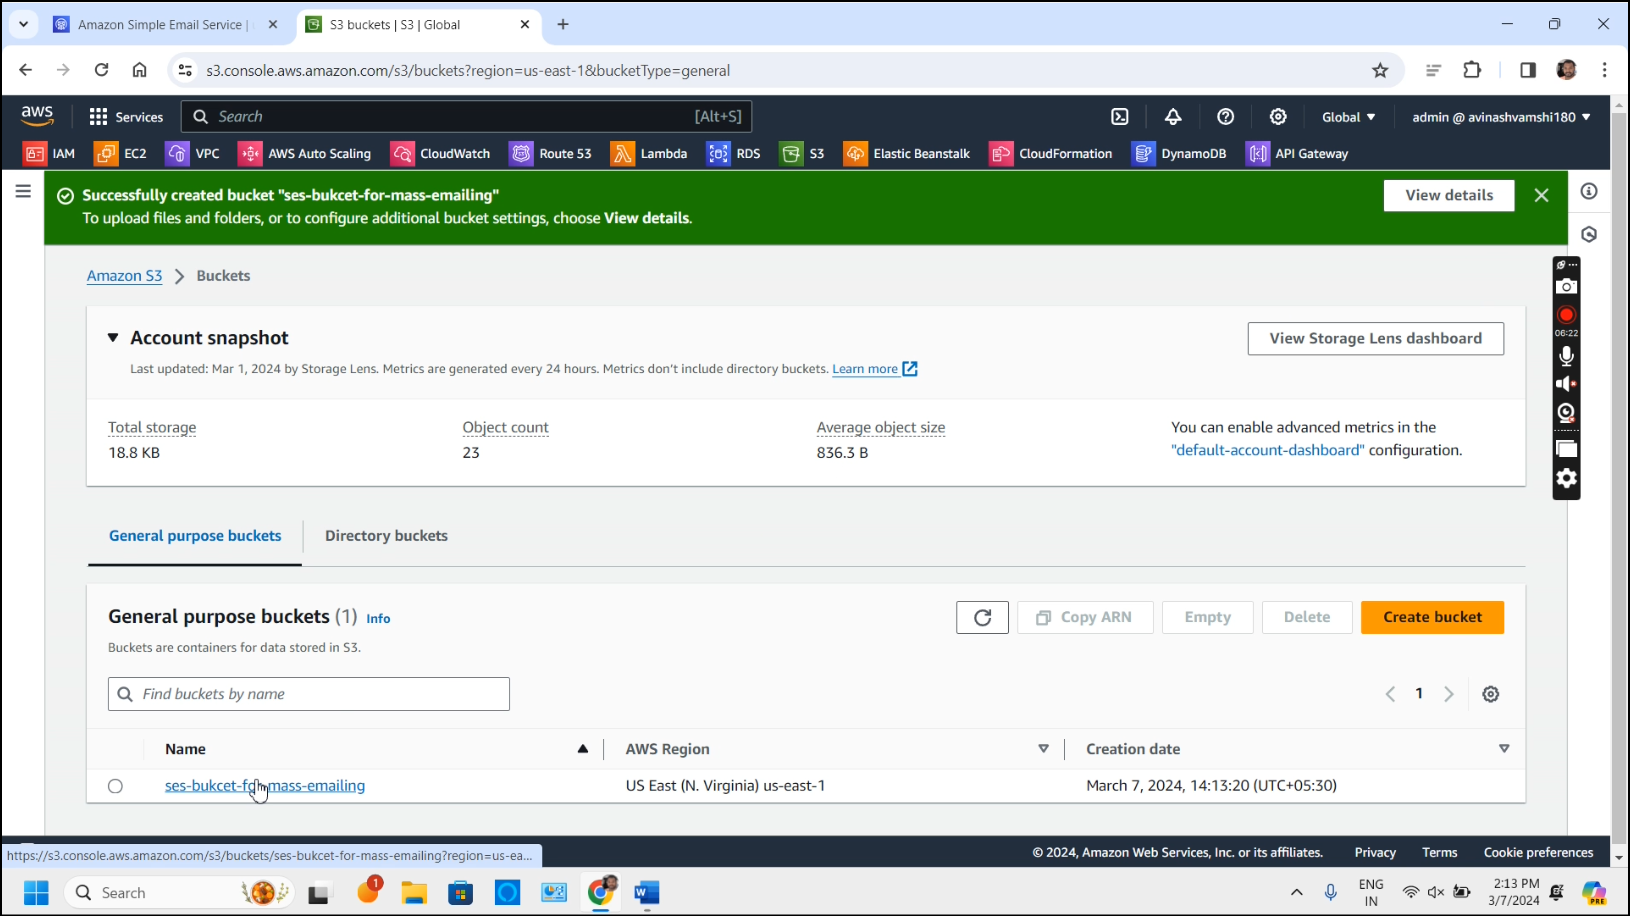 Amazon Simple Email Service |
S3 buckets | S3 | Global
s3.console.aws.amazon.com/s3/buckets?region=us-east-1&bucketType=general
aws
Services
Search
[Alt+S]
Global
admin @ avinashvamshi180
IAM
EC2
VPC
AWS Auto Scaling
CloudWatch
Route 53
Lambda
RDS
S3
Elastic Beanstalk
CloudFormation
DynamoDB
API Gateway
Successfully created bucket "ses-bukcet-for-mass-emailing"
To upload files and folders, or to configure additional bucket settings, choose View details.
View details
Amazon S3
Buckets
Account snapshot
Last updated: Mar 1, 2024 by Storage Lens. Metrics are generated every 24 hours. Metrics don't include directory buckets. Learn more
View Storage Lens dashboard
06:22
Total storage
18.8 KB
Object count
23
Average object size
836.3 B
You can enable advanced metrics in the
"default-account-dashboard" configuration.
General purpose buckets
Directory buckets
General purpose buckets (1) Info
Buckets are containers for data stored in S3.
Copy ARN
Empty
Delete
Create bucket
Find buckets by name
1
Name
AWS Region
Creation date
ses-bukcet-for-mass-emailing
US East (N. Virginia) us-east-1
March 7, 2024, 14:13:20 (UTC+05:30)
https://s3.console.aws.amazon.com/s3/buckets/ses-bukcet-for-mass-emailing?region=us-ea...
© 2024, Amazon Web Services, Inc. or its affiliates.
Privacy
Terms
Cookie preferences
Search
1
W
ENG
IN
2:13 PM
3/7/2024
PRE